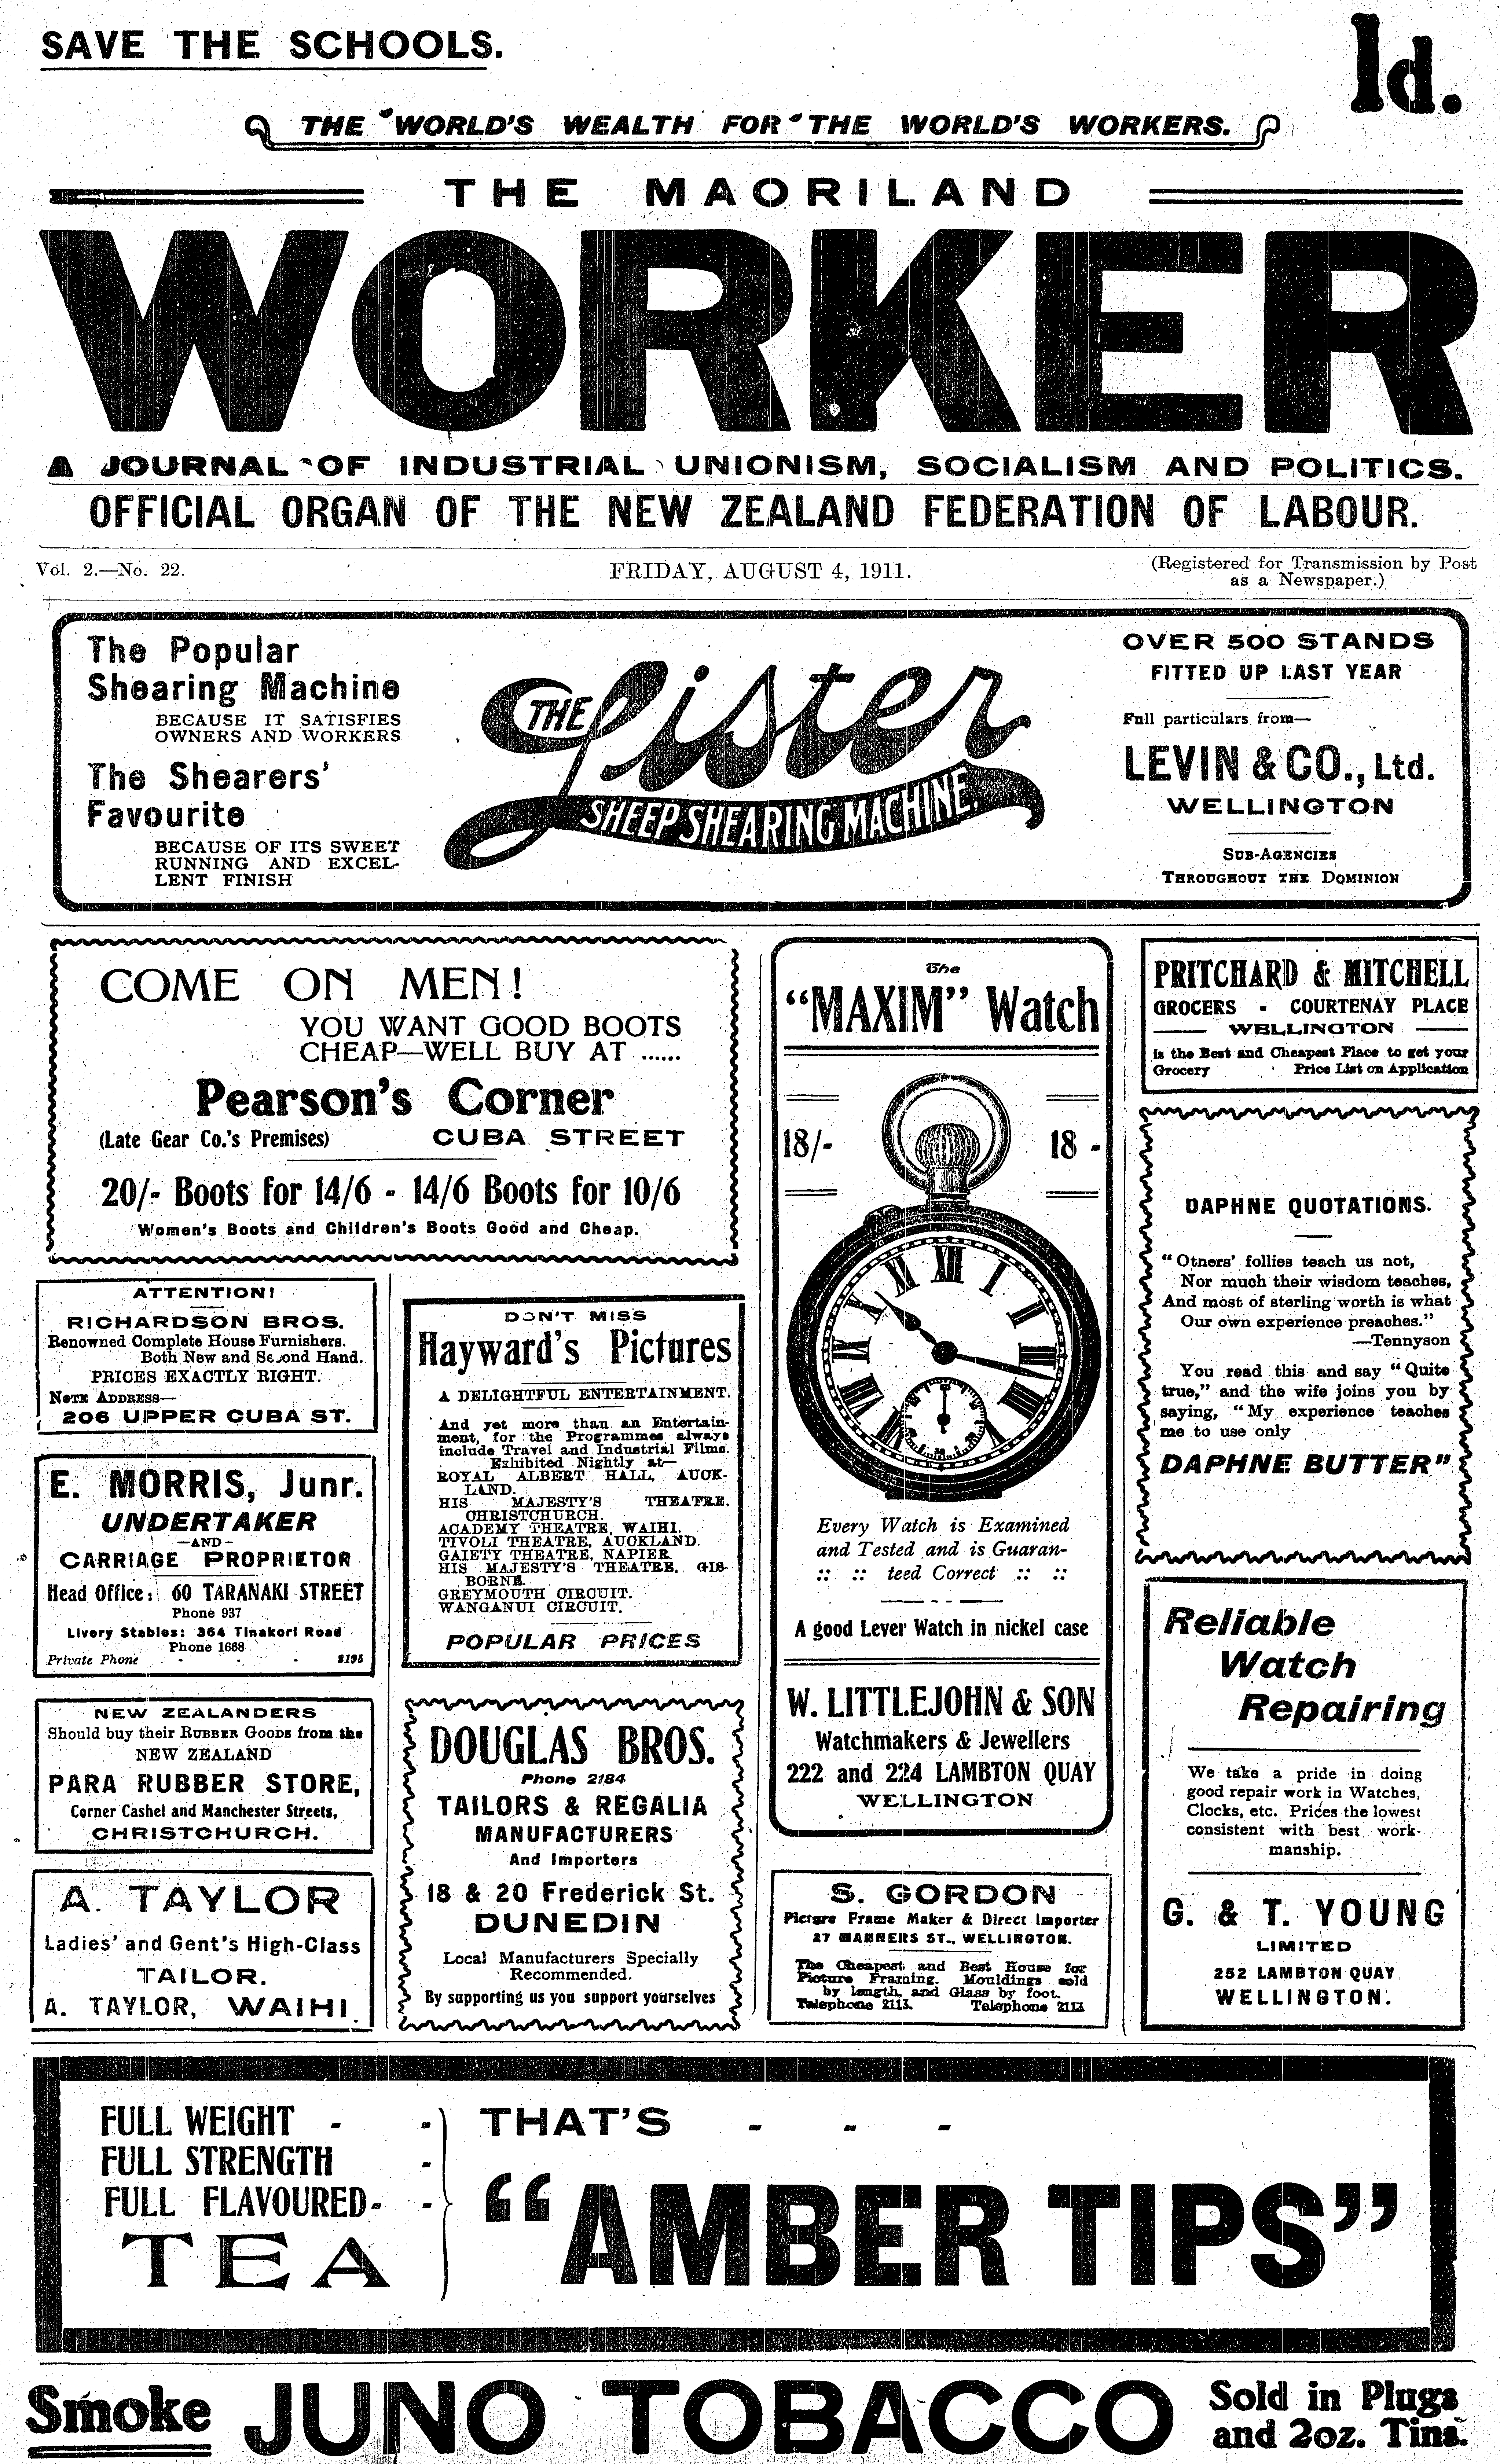 SAVE THE SCHOOLS.
1d.
THE WORLD'S WEALTH FOR THE WORLD'S WORKERS.
THE MAORILAND
WORKER
A JOURNAL OF INDUSTRIAL UNIONISM, SOCIALISM AND POLITICS.
OFFICIAL ORGAN OF THE NEW ZEALAND FEDERATION OF LABOUR.
Vol. 2.—No. 22.
FRIDAY, AUGUST 4, 1911.
(Registered for Transmission by Post
as a Newspaper.)
The Popular
Shearing Machine
BECAUSE IT SATISFIES
OWNERS AND WORKERS
The Shearers'
Favourite
BECAUSE OF ITS SWEET
RUNNING AND EXCEL-
LENT FINISH
THE Lister
SHEEP SHEARING MACHINE.
OVER 500 STANDS
FITTED UP LAST YEAR
Full particulars from—
LEVIN & CO., Ltd.
WELLINGTON
SUB-AGENCIES
THROUGHOUT THE DOMINION
COME ON MEN!
YOU WANT GOOD BOOTS
CHEAP—WELL BUY AT ......
Pearson's Corner
(Late Gear Co.'s Premises) CUBA STREET
20/- Boots for 14/6 - 14/6 Boots for 10/6
Women's Boots and Children's Boots Good and Cheap.
ATTENTION!
RICHARDSON BROS.
Renowned Complete House Furnishers.
Both New and Second Hand.
PRICES EXACTLY RIGHT.
NOTE ADDRESS—
206 UPPER CUBA ST.
E. MORRIS, Junr.
UNDERTAKER
—AND—
CARRIAGE PROPRIETOR
Head Office: 60 TARANAKI STREET
Phone 937
Livery Stables: 364 Tinakori Road
Phone 1668
Private Phone - - - 2195
NEW ZEALANDERS
Should buy their RUBBER GOODS from the
NEW ZEALAND
PARA RUBBER STORE,
Corner Cashel and Manchester Streets,
CHRISTCHURCH.
A. TAYLOR
Ladies' and Gent's High-Class
TAILOR.
A. TAYLOR, WAIHI.
DON'T MISS
Hayward's Pictures
A DELIGHTFUL ENTERTAINMENT.
And yet more than an Entertain-
ment, for the Programmes always
include Travel and Industrial Films.
Exhibited Nightly at—
ROYAL ALBERT HALL, AUCK-
LAND.
HIS MAJESTY'S THEATRE,
CHRISTCHURCH.
ACADEMY THEATRE, WAIHI.
TIVOLI THEATRE, AUCKLAND.
GAIETY THEATRE, NAPIER.
HIS MAJESTY'S THEATRE, GIS-
BORNE.
GREYMOUTH CIRCUIT.
WANGANUI CIRCUIT.
POPULAR PRICES
DOUGLAS BROS.
Phone 2184
TAILORS & REGALIA
MANUFACTURERS
And Importers
18 & 20 Frederick St.
DUNEDIN
Local Manufacturers Specially
Recommended.
By supporting us you support yourselves
The
"MAXIM" Watch
18/- 18 -
XII I II III IX X XI
Every Watch is Examined
and Tested and is Guaran-
:: :: teed Correct :: ::
A good Lever Watch in nickel case
W. LITTLEJOHN & SON
Watchmakers & Jewellers
222 and 224 LAMBTON QUAY
WELLINGTON
S. GORDON
Picture Frame Maker & Direct Importer
27 MANNERS ST., WELLINGTON.
The Cheapest and Best House for
Picture Framing. Mouldings sold
by length, and Glass by foot.
Telephone 2113. Telephone 2113
PRITCHARD & MITCHELL
GROCERS - COURTENAY PLACE
WELLINGTON
is the Best and Cheapest Place to get your
Grocery Price List on Application
DAPHNE QUOTATIONS.
"Otners' follies teach us not,
Nor much their wisdom teaches,
And most of sterling worth is what
Our own experience preaches."
—Tennyson
You read this and say "Quite
true," and the wife joins you by
saying, "My experience teaches
me to use only
DAPHNE BUTTER"
Reliable
Watch
Repairing
We take a pride in doing
good repair work in Watches,
Clocks, etc. Prices the lowest
consistent with best work-
manship.
G. & T. YOUNG
LIMITED
252 LAMBTON QUAY
WELLINGTON.
FULL WEIGHT - -
FULL STRENGTH -
FULL FLAVOURED - -
TEA
THAT'S - - -
"AMBER TIPS"
Smoke JUNO TOBACCO
Sold in Plugs
and 2oz. Tins.